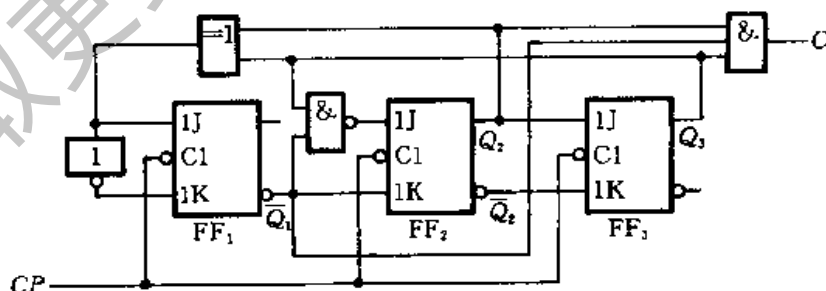 =1
&
C
1J
&
1J
Q₂
1J
Q₃
1
C1
C1
C1
1K
Q̅₁
1K
Q̅₂
1K
FF₁
FF₂
FF₃
CP